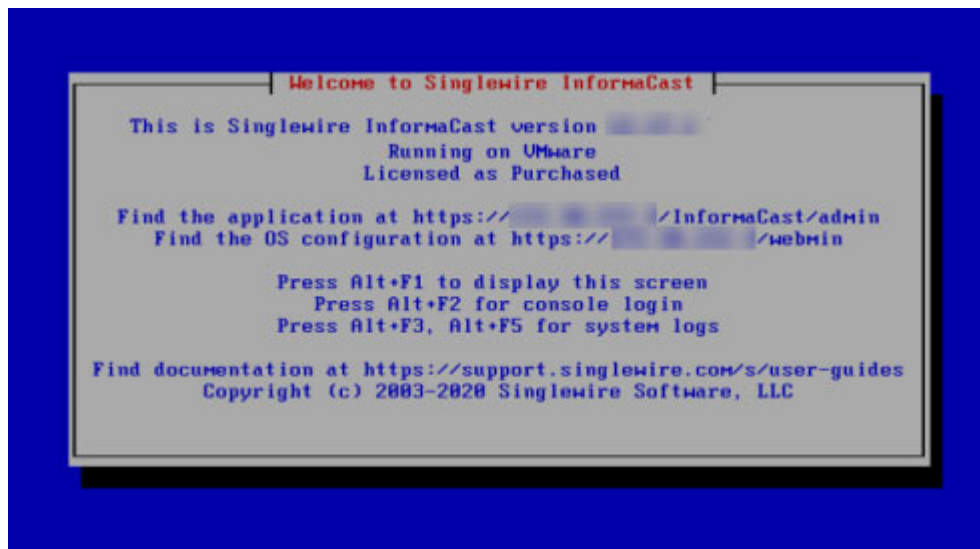 Welcome to Singlewire InformaCast
This is Singlewire InformaCast version
Running on VMware
Licensed as Purchased
Find the application at https:// /InformaCast/admin
Find the OS configuration at https:// /webmin
Press Alt+F1 to display this screen
Press Alt+F2 for console login
Press Alt+F3, Alt+F5 for system logs
Find documentation at https://support.singlewire.com/s/user-guides
Copyright (c) 2003-2020 Singlewire Software, LLC